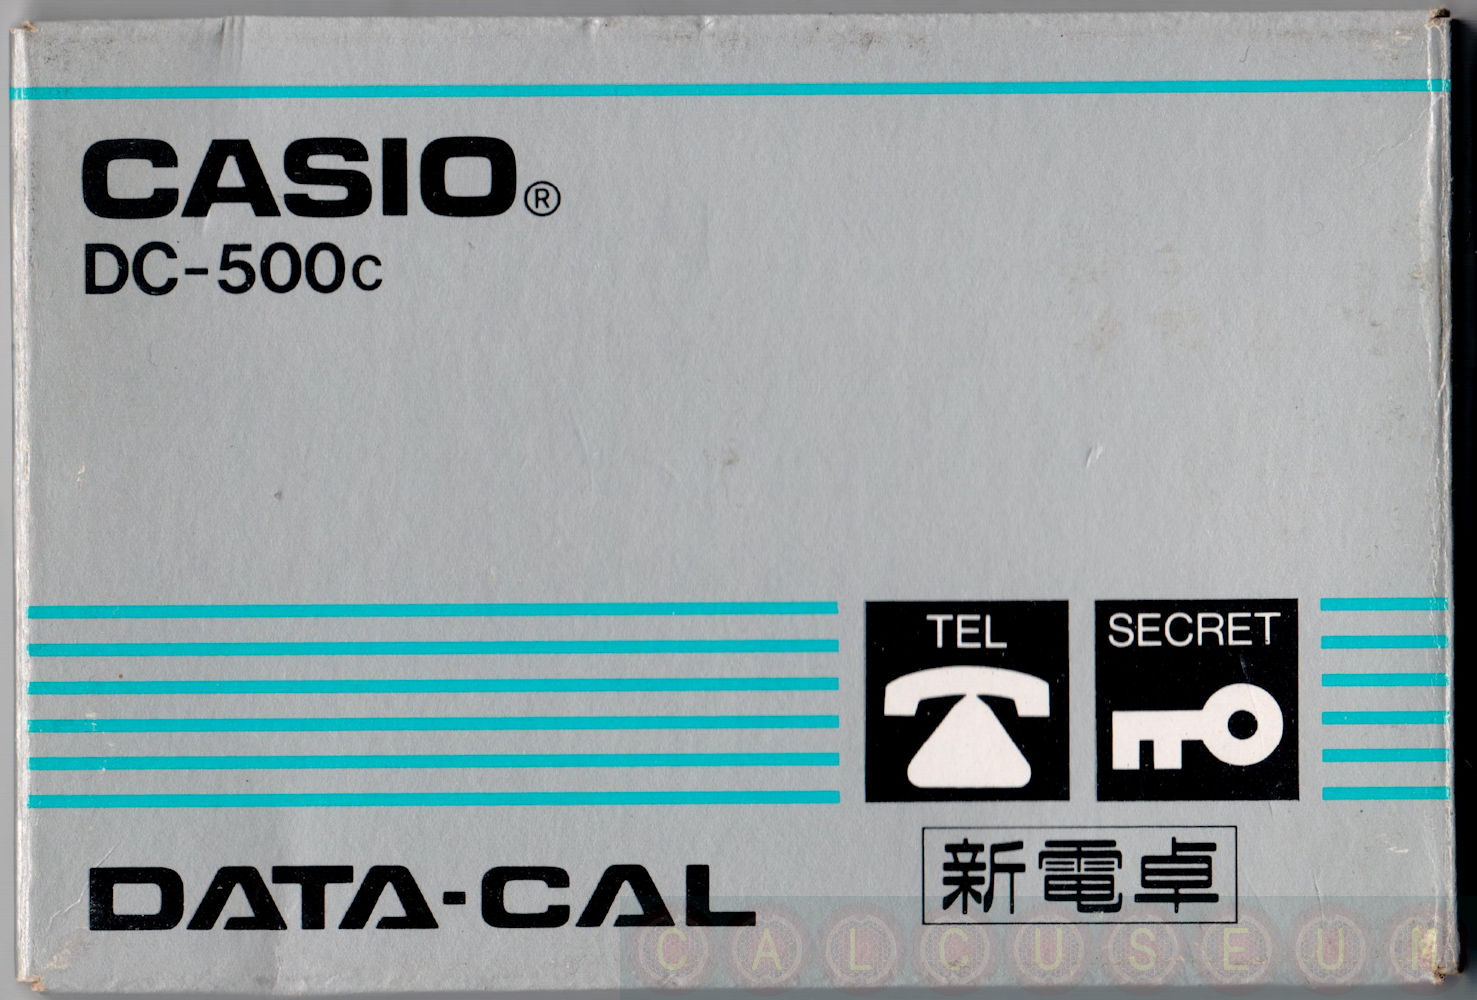 CASIO®
DC-500C
TEL
SECRET
DATA-CAL
新電卓
CALCUSEUM